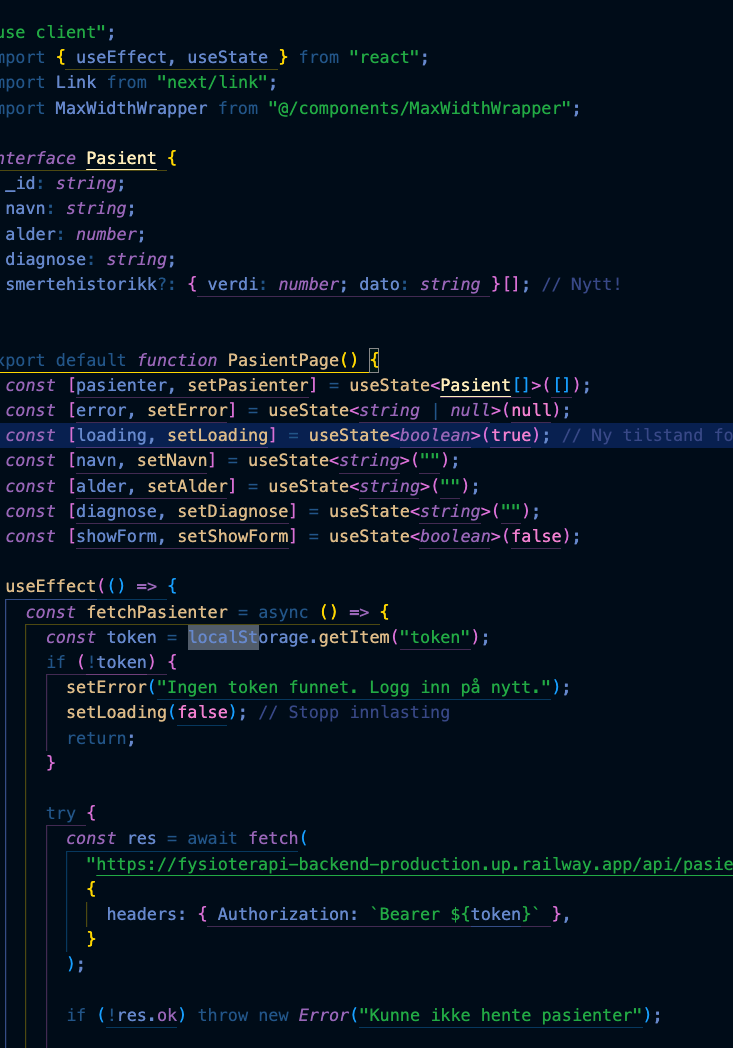 use client";
mport { useEffect, useState } from "react";
mport Link from "next/link";
mport MaxWidthWrapper from "@/components/MaxWidthWrapper";
nterface Pasient {
_id: string;
navn: string;
alder: number;
diagnose: string;
smertehistorikk?: { verdi: number; dato: string }[]; // Nytt!
xport default function PasientPage() {
const [pasienter, setPasienter] = useState<Pasient[]>([]);
const [error, setError] = useState<string | null>(null);
const [loading, setLoading] = useState<boolean>(true); // Ny tilstand fo
const [navn, setNavn] = useState<string>("");
const [alder, setAlder] = useState<string>("");
const [diagnose, setDiagnose] = useState<string>("");
const [showForm, setShowForm] = useState<boolean>(false);
useEffect(() => {
const fetchPasienter = async () => {
const token = localStorage.getItem("token");
if (!token) {
setError("Ingen token funnet. Logg inn på nytt.");
setLoading(false); // Stopp innlasting
return;
}
try {
const res = await fetch(
"https://fysioterapi-backend-production.up.railway.app/api/pasie
{
headers: { Authorization: `Bearer ${token}` },
}
);
if (!res.ok) throw new Error("Kunne ikke hente pasienter");